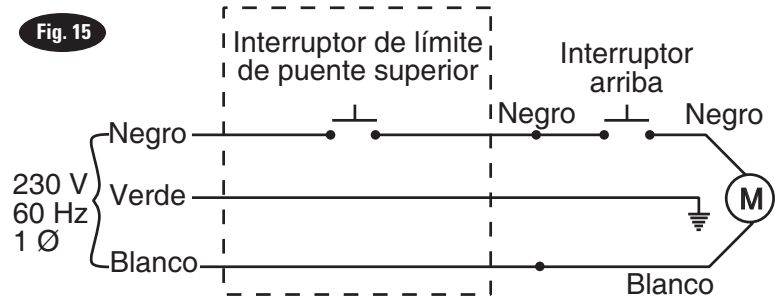 Fig. 15
Interruptor de límite
de puente superior
Interruptor
arriba
Negro
Negro
Negro
230 V
60 Hz
1 Ø
Verde
M
Blanco
Blanco